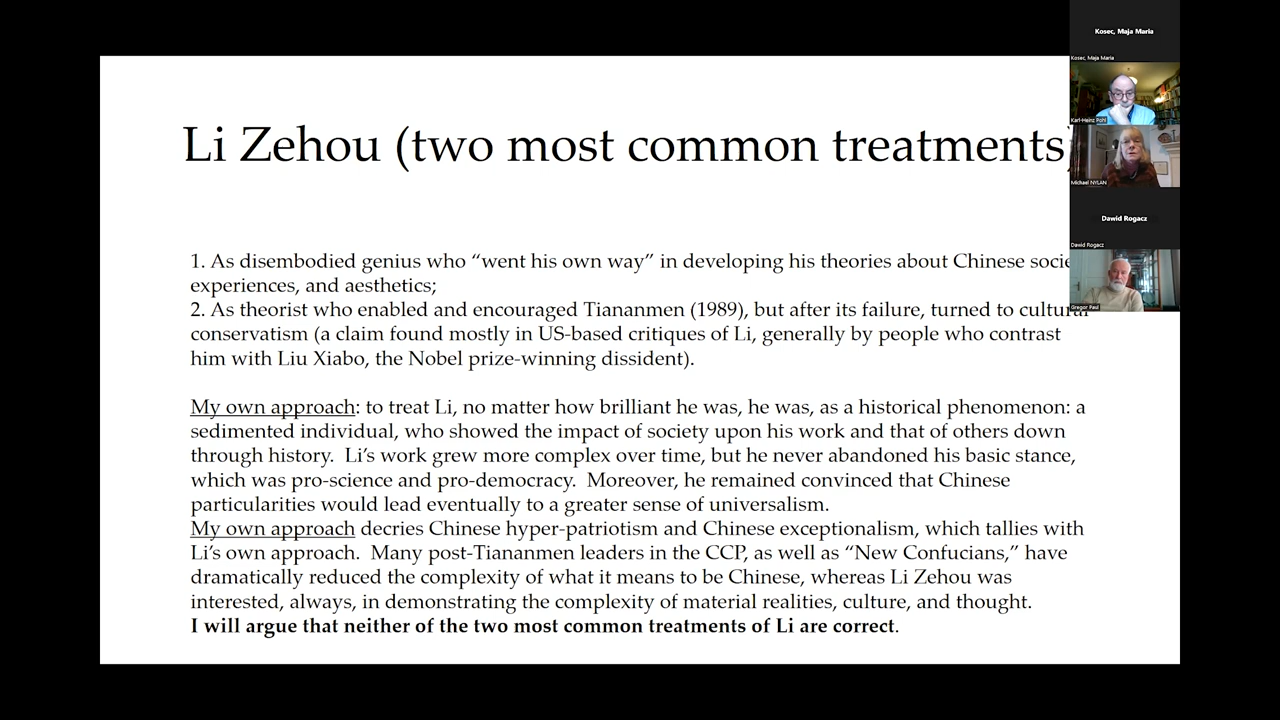 Li Zehou (two most common treatments)
1. As disembodied genius who “went his own way” in developing his theories about Chinese
experiences, and aesthetics;
2. As theorist who enabled and encouraged Tiananmen (1989), but after its failure, turned to cultural
conservatism (a claim found mostly in US-based critiques of Li, generally by people who contrast
him with Liu Xiabo, the Nobel prize-winning dissident).
My own approach: to treat Li, no matter how brilliant he was, he was, as a historical phenomenon: a
sedimented individual, who showed the impact of society upon his work and that of others down
through history.  Li’s work grew more complex over time, but he never abandoned his basic stance,
which was pro-science and pro-democracy.  Moreover, he remained convinced that Chinese
particularities would lead eventually to a greater sense of universalism.
My own approach decries Chinese hyper-patriotism and Chinese exceptionalism, which tallies with
Li’s own approach.  Many post-Tiananmen leaders in the CCP, as well as “New Confucians,” have
dramatically reduced the complexity of what it means to be Chinese, whereas Li Zehou was
interested, always, in demonstrating the complexity of material realities, culture, and thought.
I will argue that neither of the two most common treatments of Li are correct.
Kosec, Maja Maria
Kosec, Maja Maria
Karl-Heinz Pohl
Michael NYLAN
Dawid Rogacz
Dawid Rogacz
Gregor Paul